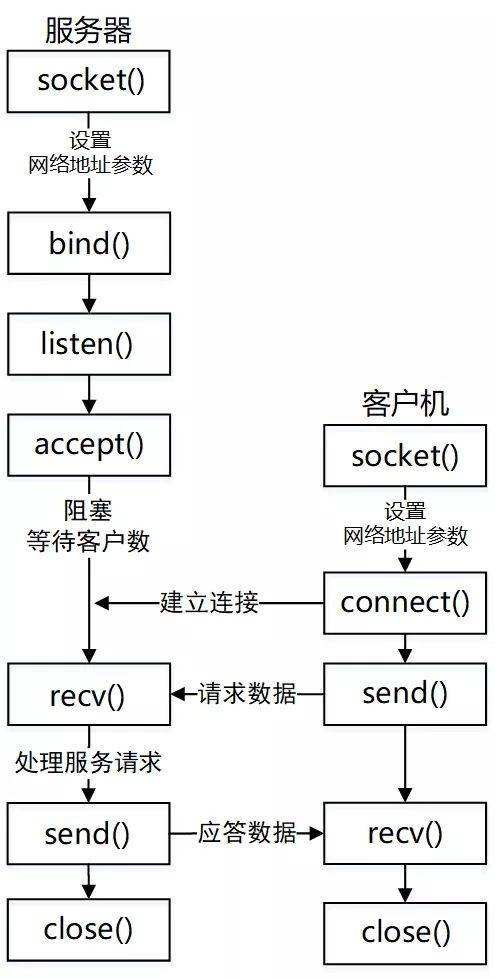 服务器
socket()
设置
网络地址参数
bind()
listen()
accept()
阻塞
等待客户数
recv()
处理服务请求
send()
close()
客户机
socket()
设置
网络地址参数
connect()
建立连接
send()
请求数据
recv()
应答数据
close()